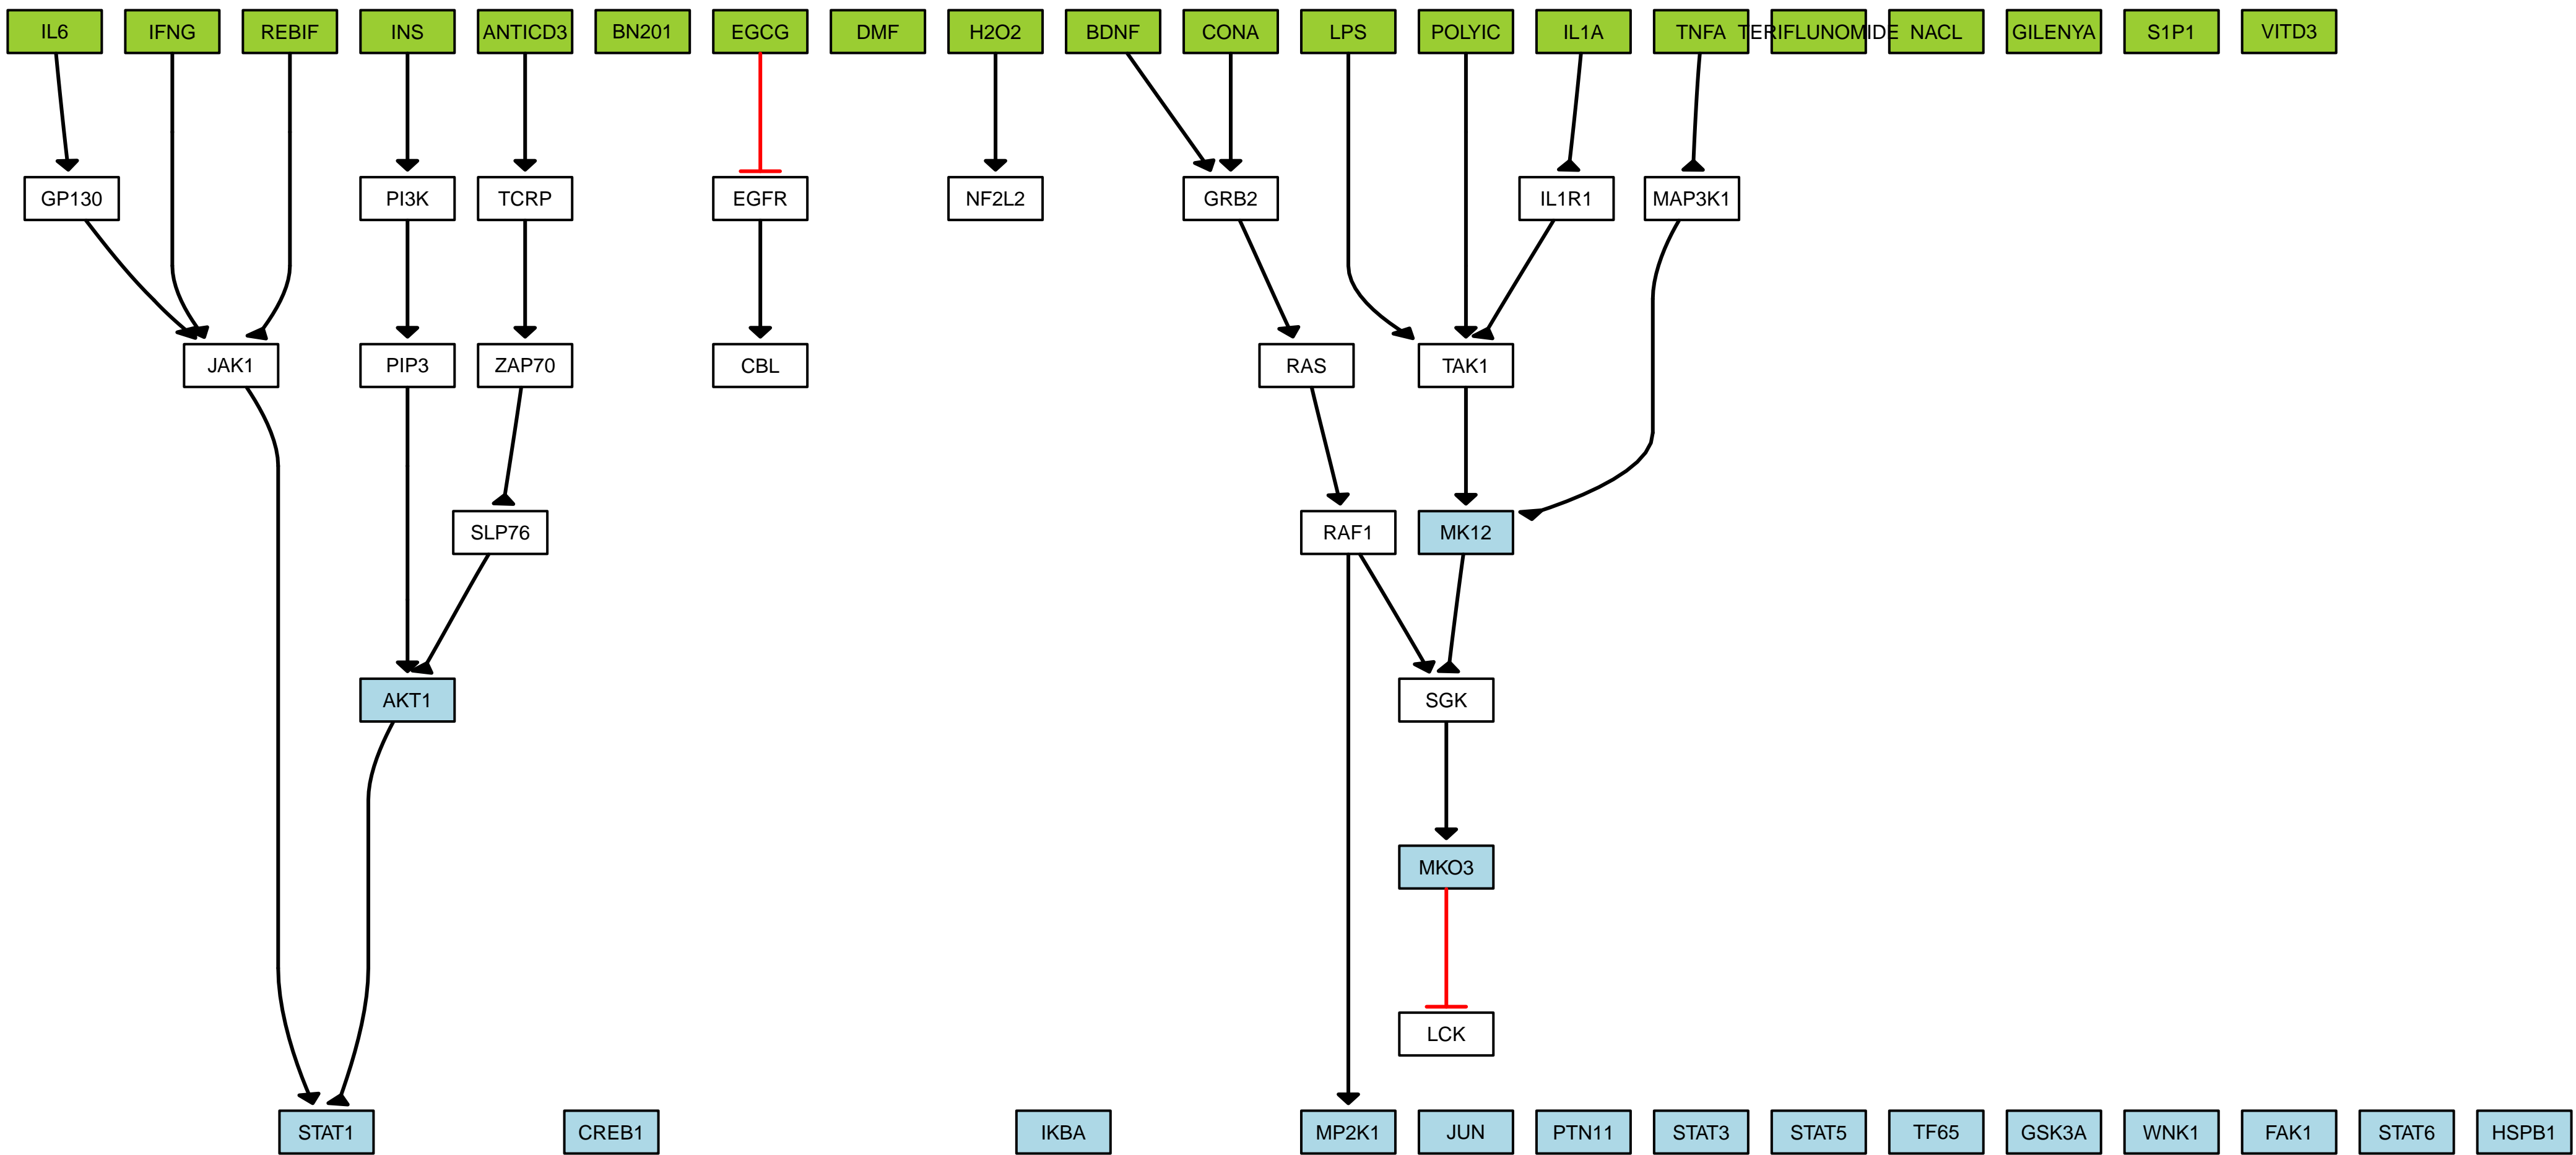 IL6
IFNG
REBIF
INS
ANTICD3
BN201
EGCG
DMF
H2O2
BDNF
CONA
LPS
POLYIC
IL1A
TNFA
TERIFLUNOMIDE
NACL
GILENYA
S1P1
VITD3
GP130
PI3K
TCRP
EGFR
NF2L2
GRB2
IL1R1
MAP3K1
JAK1
PIP3
ZAP70
CBL
RAS
TAK1
SLP76
RAF1
MK12
AKT1
SGK
MKO3
LCK
STAT1
CREB1
IKBA
MP2K1
JUN
PTN11
STAT3
STAT5
TF65
GSK3A
WNK1
FAK1
STAT6
HSPB1